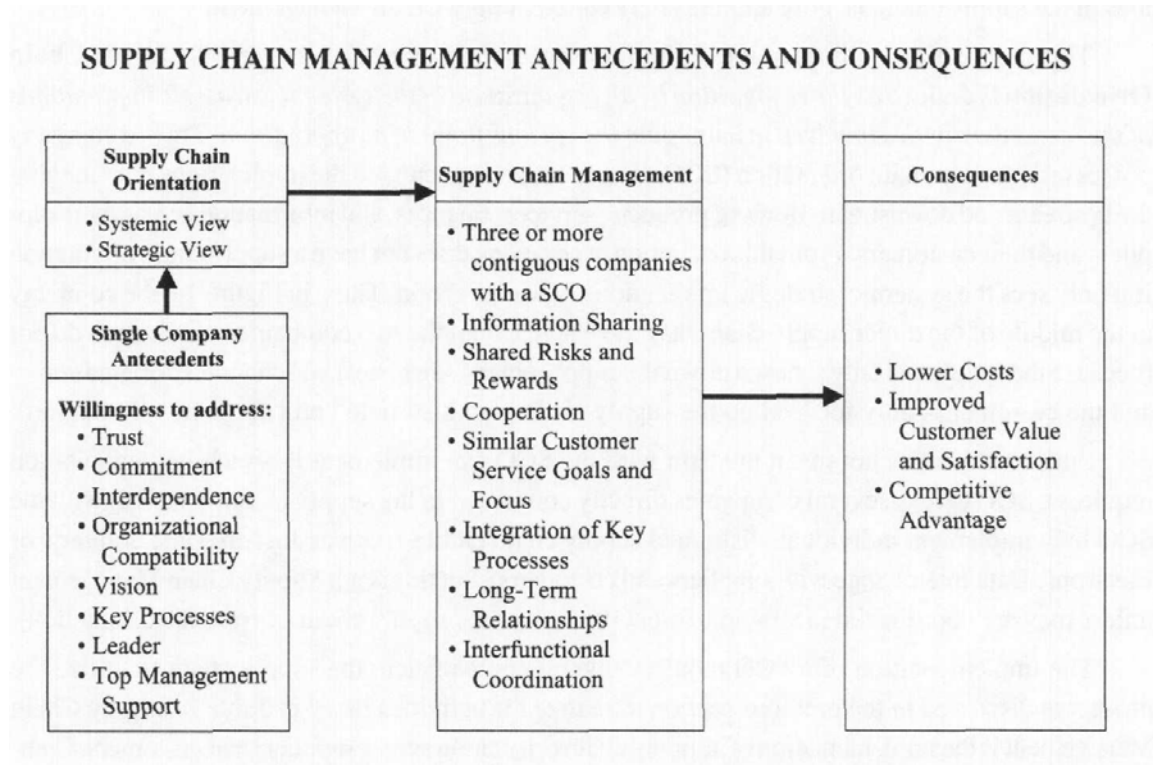 SUPPLY CHAIN MANAGEMENT ANTECEDENTS AND CONSEQUENCES
Supply Chain
Orientation
• Systemic View
• Strategic View
Single Company
Antecedents
Willingness to address:
• Trust
• Commitment
• Interdependence
• Organizational
Compatibility
• Vision
• Key Processes
• Leader
• Top Management
Support
Supply Chain Management
• Three or more
contiguous companies
with a SCO
• Information Sharing
• Shared Risks and
Rewards
• Cooperation
• Similar Customer
Service Goals and
Focus
• Integration of Key
Processes
• Long-Term
Relationships
• Interfunctional
Coordination
Consequences
• Lower Costs
• Improved
Customer Value
and Satisfaction
• Competitive
Advantage